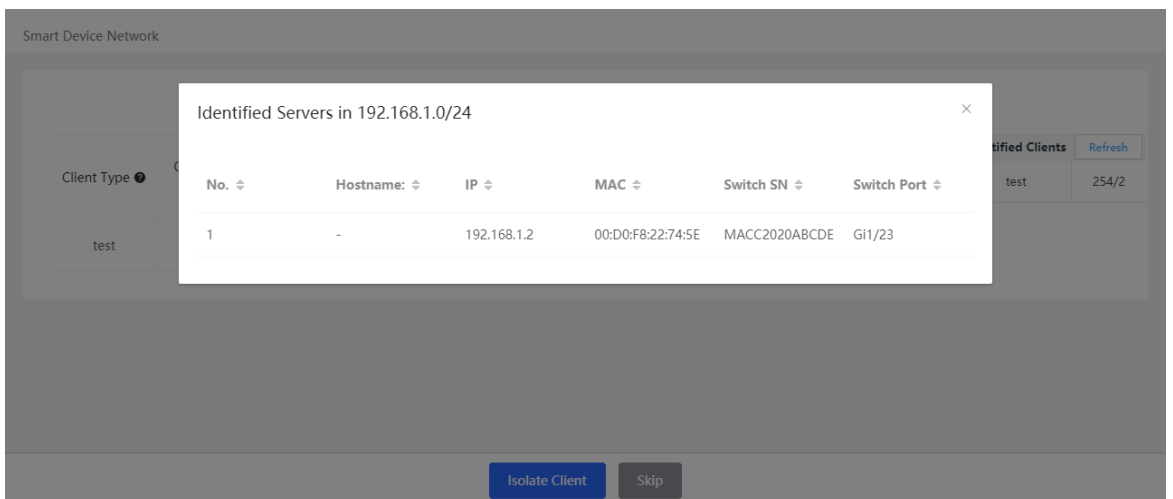 Smart Device Network
Identified Servers in 192.168.1.0/24
×
tified Clients Refresh
Client Type
No. Hostname: IP MAC Switch SN Switch Port
test 254/2
1 - 192.168.1.2 00:D0:F8:22:74:5E MACC2020ABCDE Gi1/23
test
Isolate Client Skip